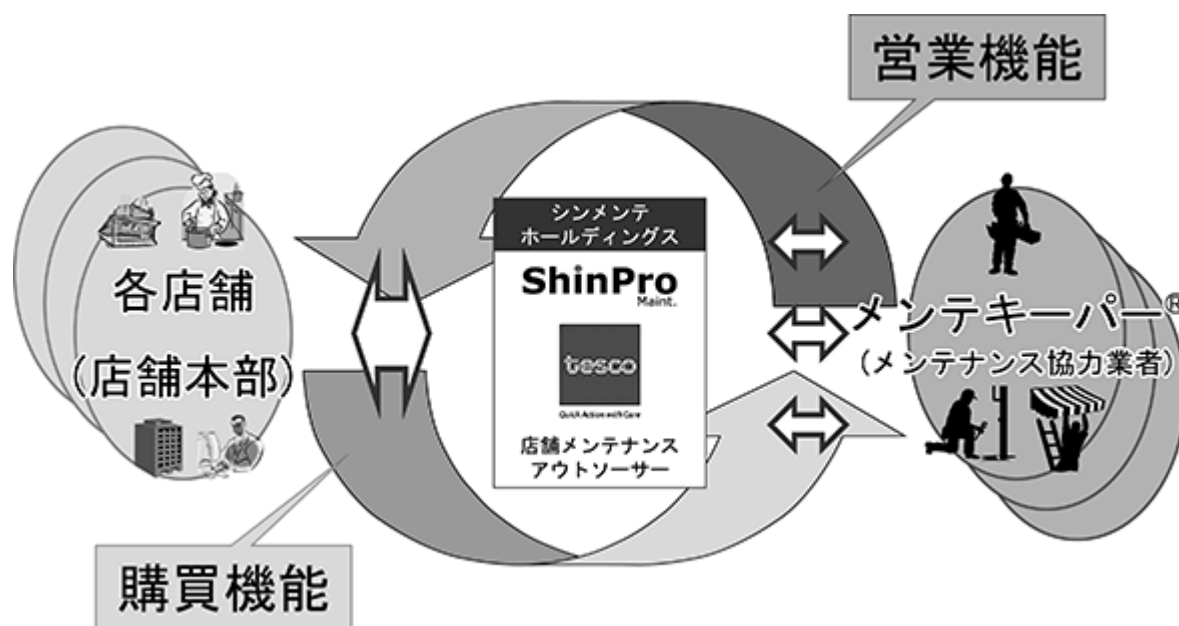 営業機能
シンメンテ
ホールディングス
ShinPro
Maint.
tesco
Quick Action with Care
店舗メンテナンス
アウトソーサー
各店舗
(店舗本部)
メンテキーパー®
(メンテナンス協力業者)
購買機能